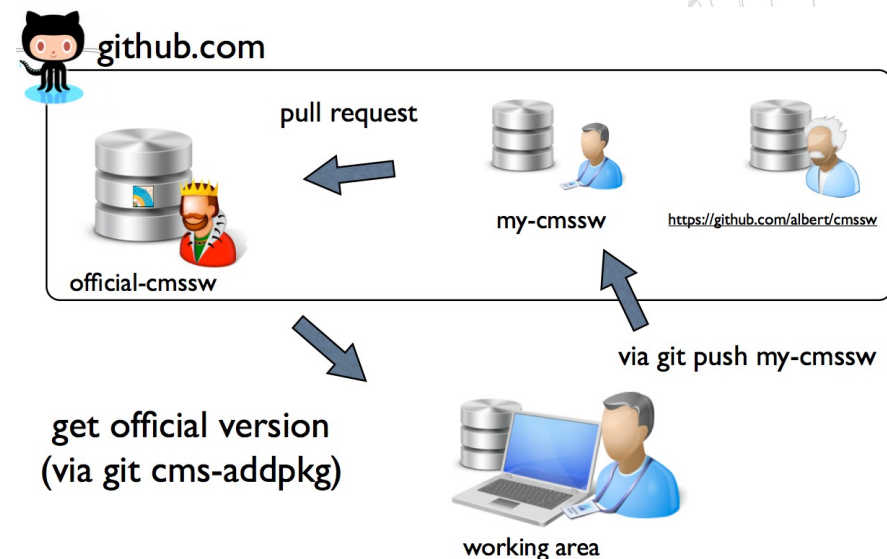 github.com
pull request
official-cmssw
my-cmssw
https://github.com/albert/cmssw
via git push my-cmssw
get official version
(via git cms-addpkg)
working area